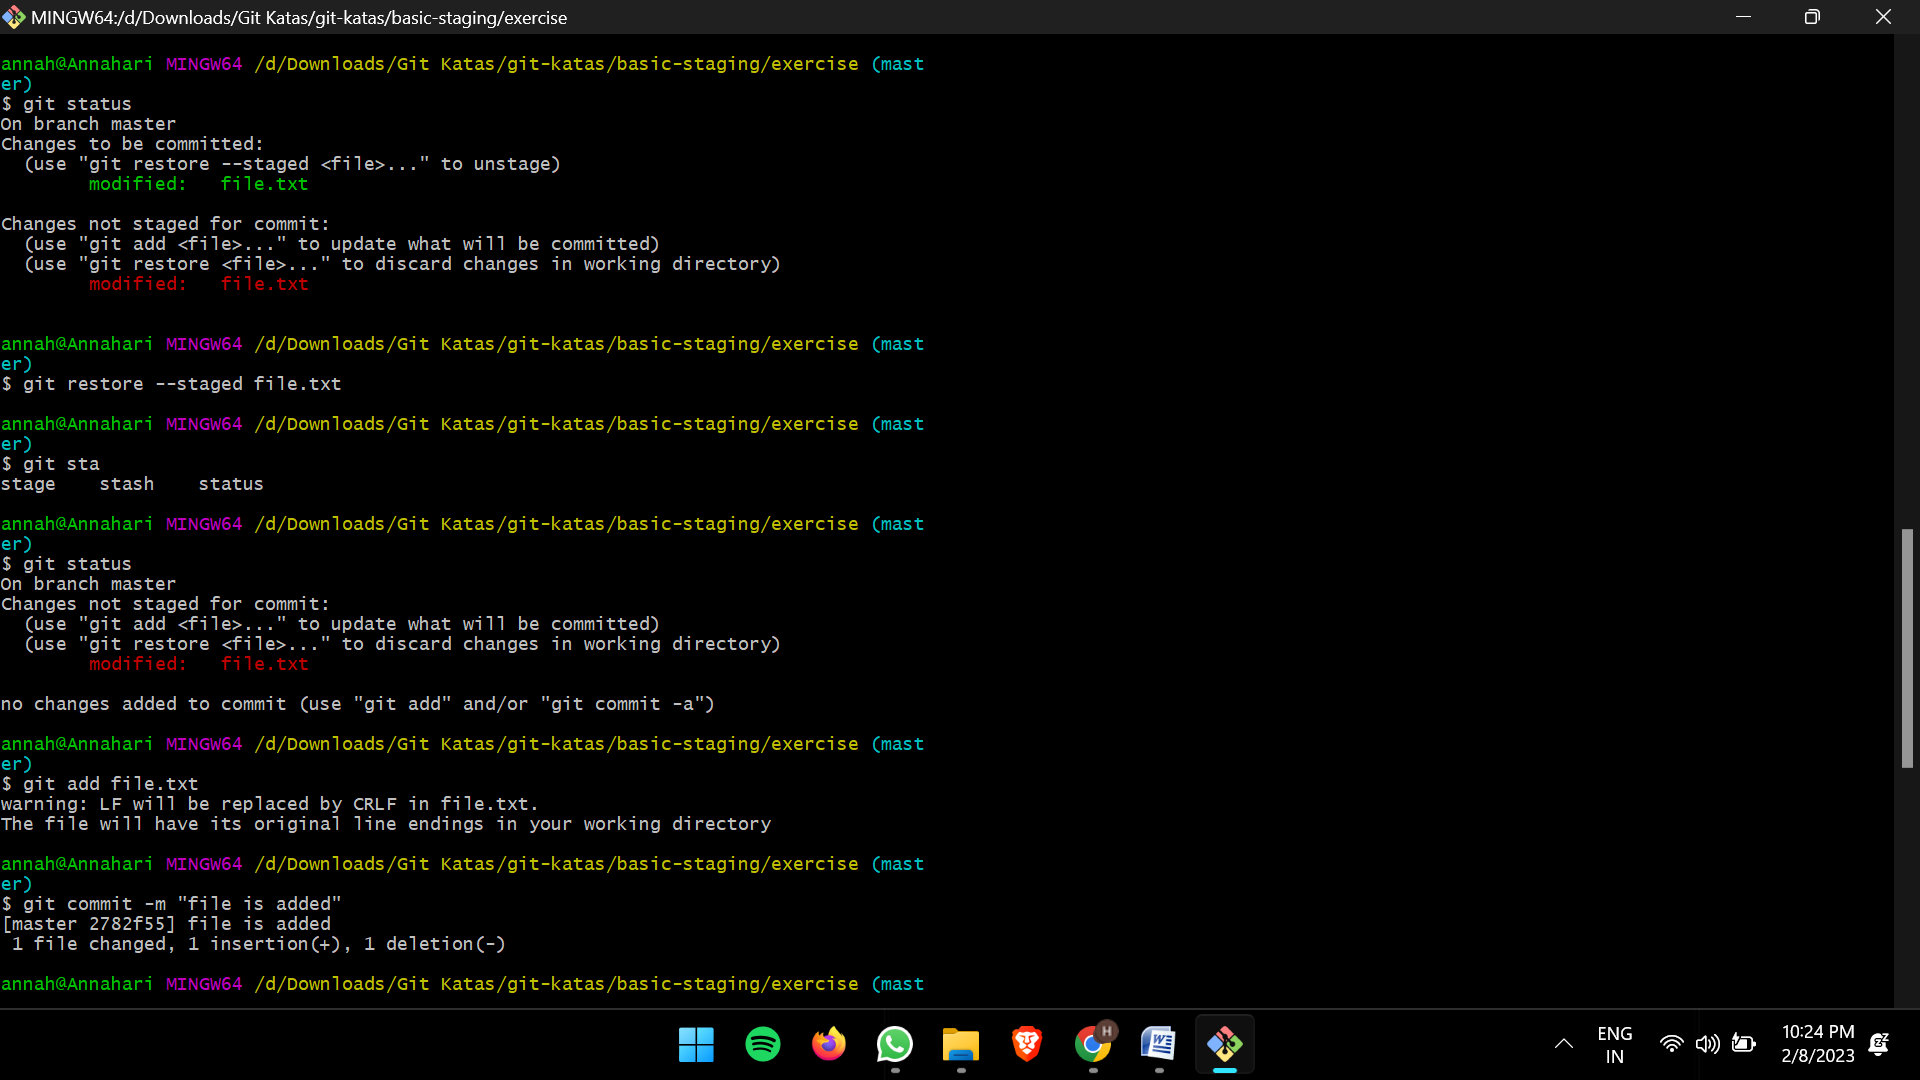 MINGW64:/d/Downloads/Git Katas/git-katas/basic-staging/exercise
annah@Annahari MINGW64 /d/Downloads/Git Katas/git-katas/basic-staging/exercise (mast
er)
$ git status
On branch master
Changes to be committed:
  (use "git restore --staged <file>..." to unstage)
        modified:   file.txt

Changes not staged for commit:
  (use "git add <file>..." to update what will be committed)
  (use "git restore <file>..." to discard changes in working directory)
        modified:   file.txt

annah@Annahari MINGW64 /d/Downloads/Git Katas/git-katas/basic-staging/exercise (mast
er)
$ git restore --staged file.txt

annah@Annahari MINGW64 /d/Downloads/Git Katas/git-katas/basic-staging/exercise (mast
er)
$ git sta
stage    stash    status

annah@Annahari MINGW64 /d/Downloads/Git Katas/git-katas/basic-staging/exercise (mast
er)
$ git status
On branch master
Changes not staged for commit:
  (use "git add <file>..." to update what will be committed)
  (use "git restore <file>..." to discard changes in working directory)
        modified:   file.txt

no changes added to commit (use "git add" and/or "git commit -a")

annah@Annahari MINGW64 /d/Downloads/Git Katas/git-katas/basic-staging/exercise (mast
er)
$ git add file.txt
warning: LF will be replaced by CRLF in file.txt.
The file will have its original line endings in your working directory

annah@Annahari MINGW64 /d/Downloads/Git Katas/git-katas/basic-staging/exercise (mast
er)
$ git commit -m "file is added"
[master 2782f55] file is added
 1 file changed, 1 insertion(+), 1 deletion(-)

annah@Annahari MINGW64 /d/Downloads/Git Katas/git-katas/basic-staging/exercise (mast
H
W
ENG
IN
10:24 PM
2/8/2023